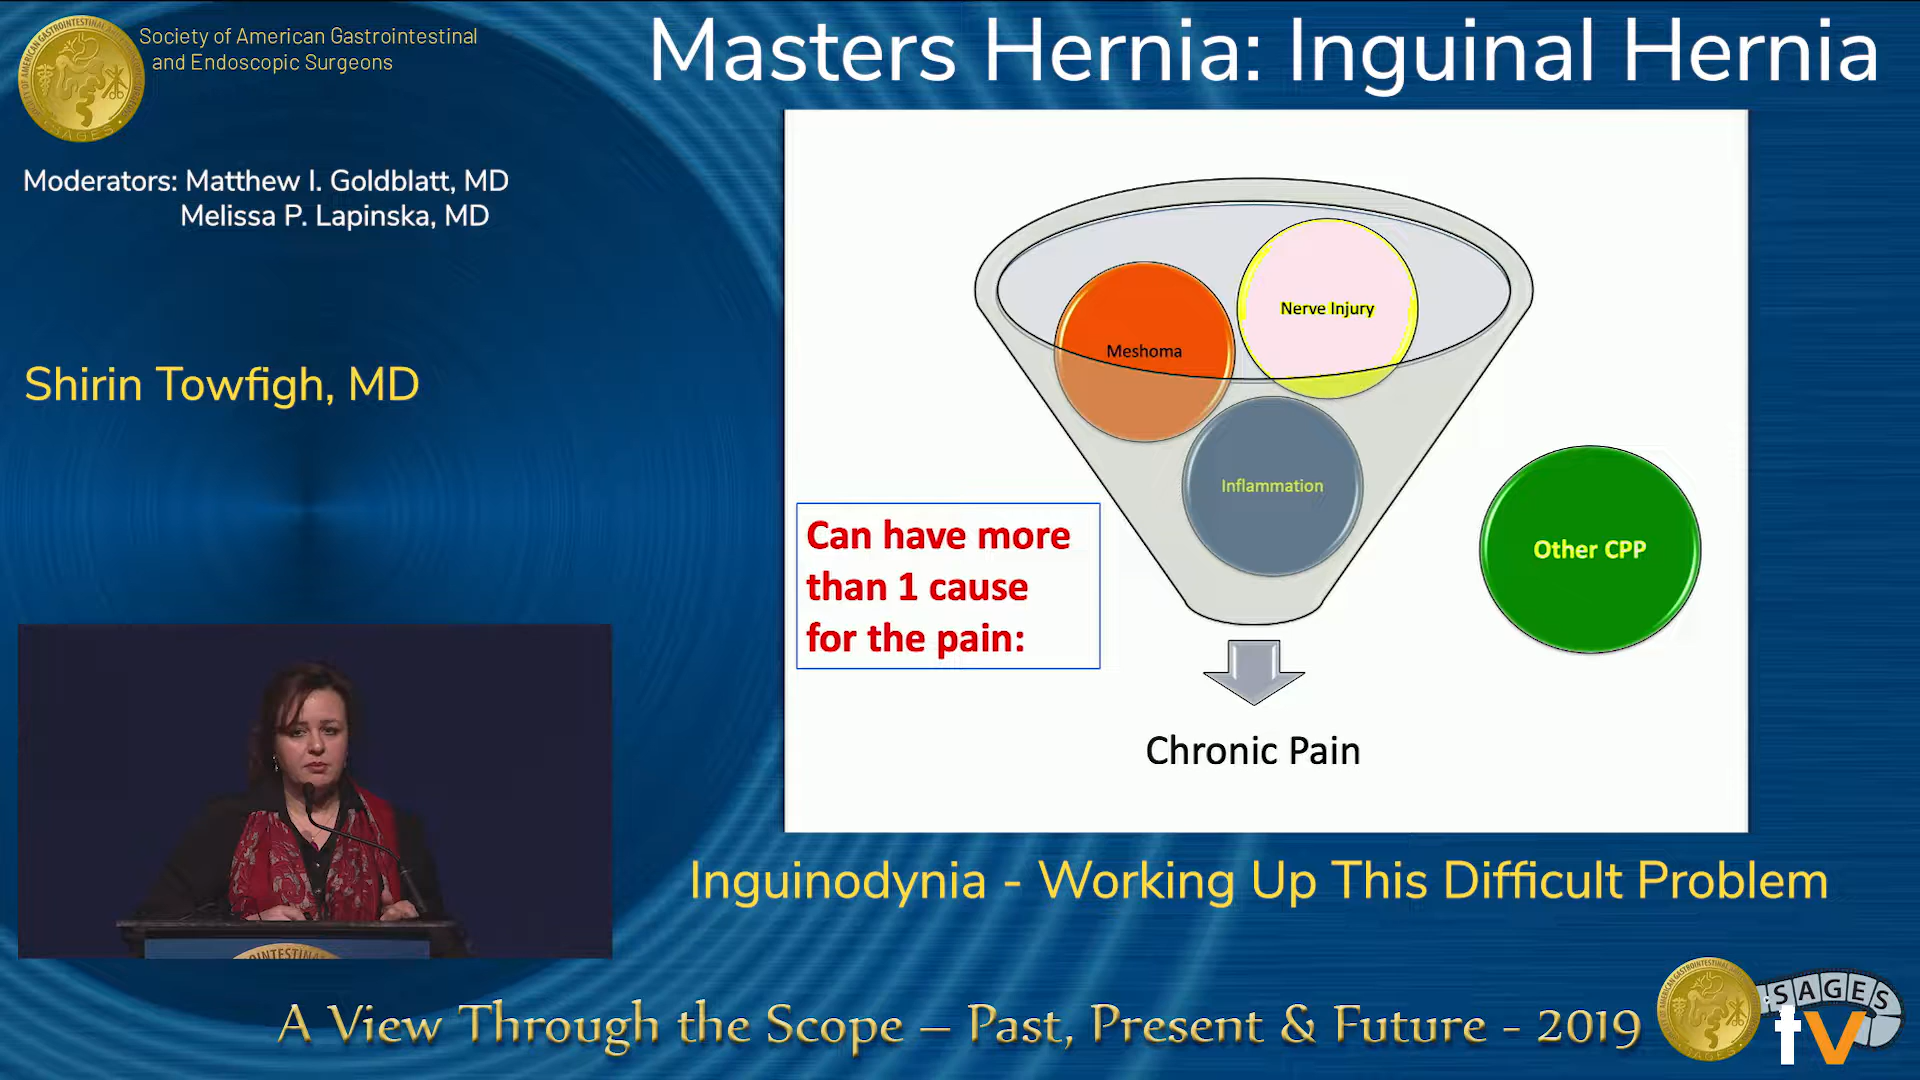 Society of American Gastrointestinal
and Endoscopic Surgeons
Masters Hernia: Inguinal Hernia
Moderators: Matthew I. Goldblatt, MD
Melissa P. Lapinska, MD
Shirin Towfigh, MD
Nerve Injury
Meshoma
Inflammation
Other CPP
Can have more
than 1 cause
for the pain:
Chronic Pain
Inguinodynia - Working Up This Difficult Problem
A View Through the Scope – Past, Present & Future - 2019
SAGES
tv